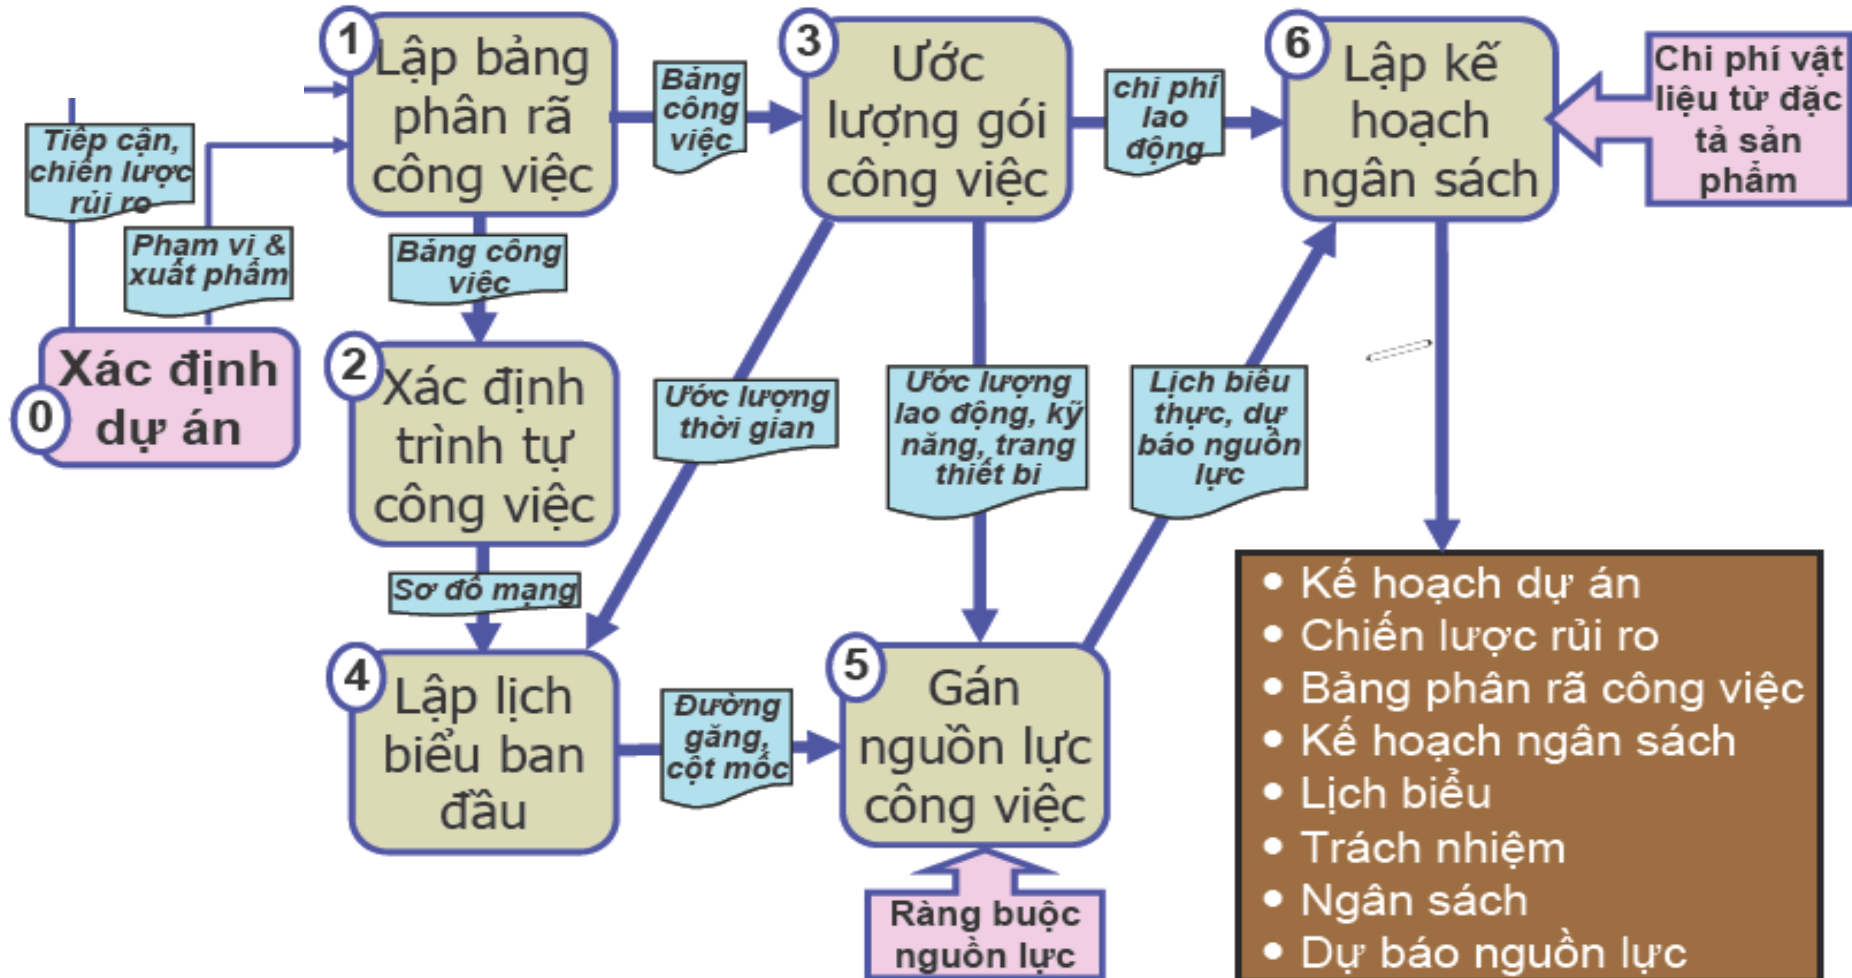 1
Lập bảng
phân rã
công việc
Bảng
công
việc
3
Ước
lượng gói
công việc
chi phí
lao
động
6
Lập kế
hoạch
ngân sách
Chi phí vật
liệu từ đặc
tả sản
phẩm
Tiếp cận,
chiến lược
rủi ro
Phạm vi &
xuất phẩm
Bảng công
việc
0
Xác định
dự án
2
Xác định
trình tự
công việc
Ước lượng
thời gian
Ước lượng
lao động, kỹ
năng, trang
thiết bi
Lịch biểu
thực, dự
báo nguồn
lực
Sơ đồ mạng
4
Lập lịch
biểu ban
đầu
Đường
găng,
cột mốc
5
Gán
nguồn lực
công việc
Ràng buộc
nguồn lực
• Kế hoạch dự án
• Chiến lược rủi ro
• Bảng phân rã công việc
• Kế hoạch ngân sách
• Lịch biểu
• Trách nhiệm
• Ngân sách
• Dự báo nguồn lực